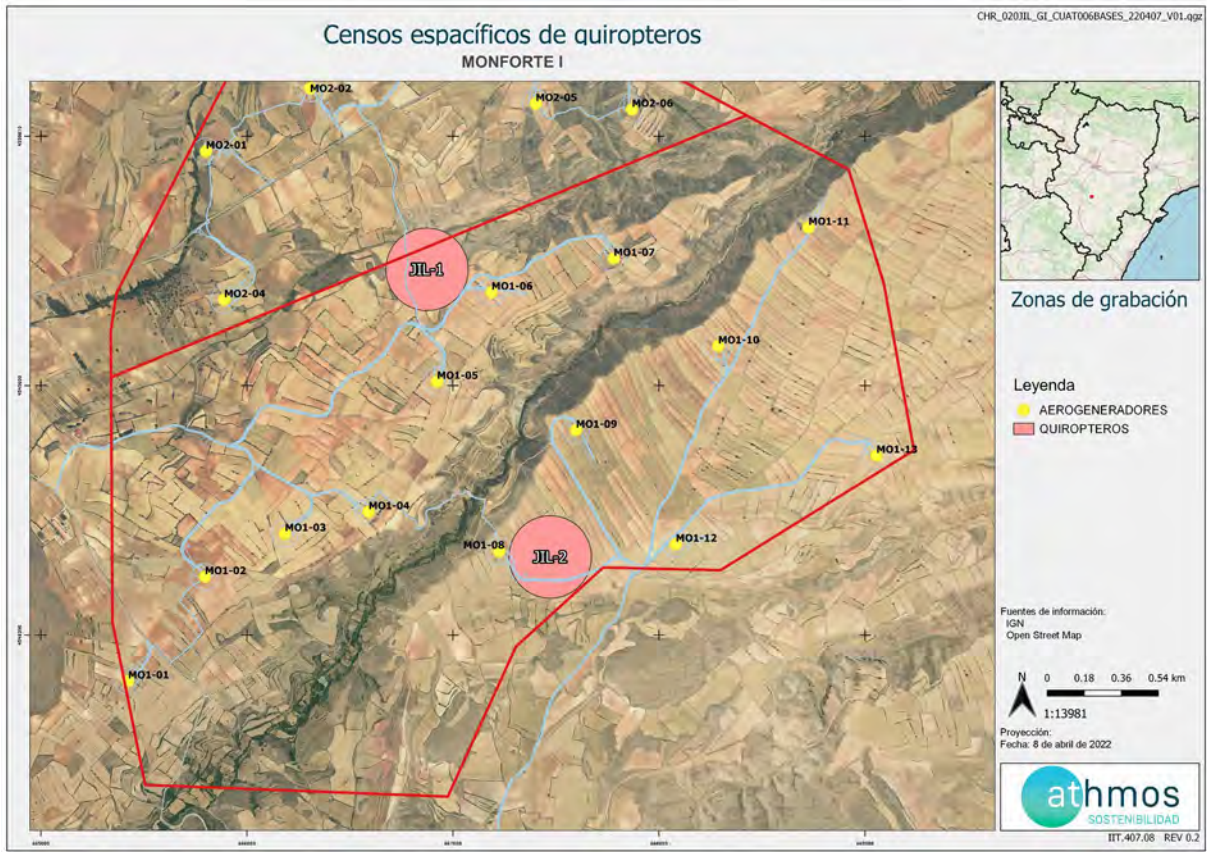 CHR_020JIL_GI_CUAT006BASES_220407_V01.qgz
Censos espacíficos de quiropteros
MONFORTE I
MO2-02
MO2-05
MO2-06
MO2-01
MO1-11
MO1-07
JIL-1
MO1-06
MO2-04
MO1-10
MO1-05
MO1-09
MO1-13
MO1-04
MO1-03
MO1-12
MO1-08
JIL-2
MO1-02
MO1-01
Zonas de grabación
Leyenda
AEROGENERADORES
QUIROPTEROS
Fuentes de información:
IGN
Open Street Map
N
0 0.18 0.36 0.54 km
1:13981
Proyección:
Fecha: 8 de abril de 2022
athmos
SOSTENIBILIDAD
IIT.407.08 REV 0.2